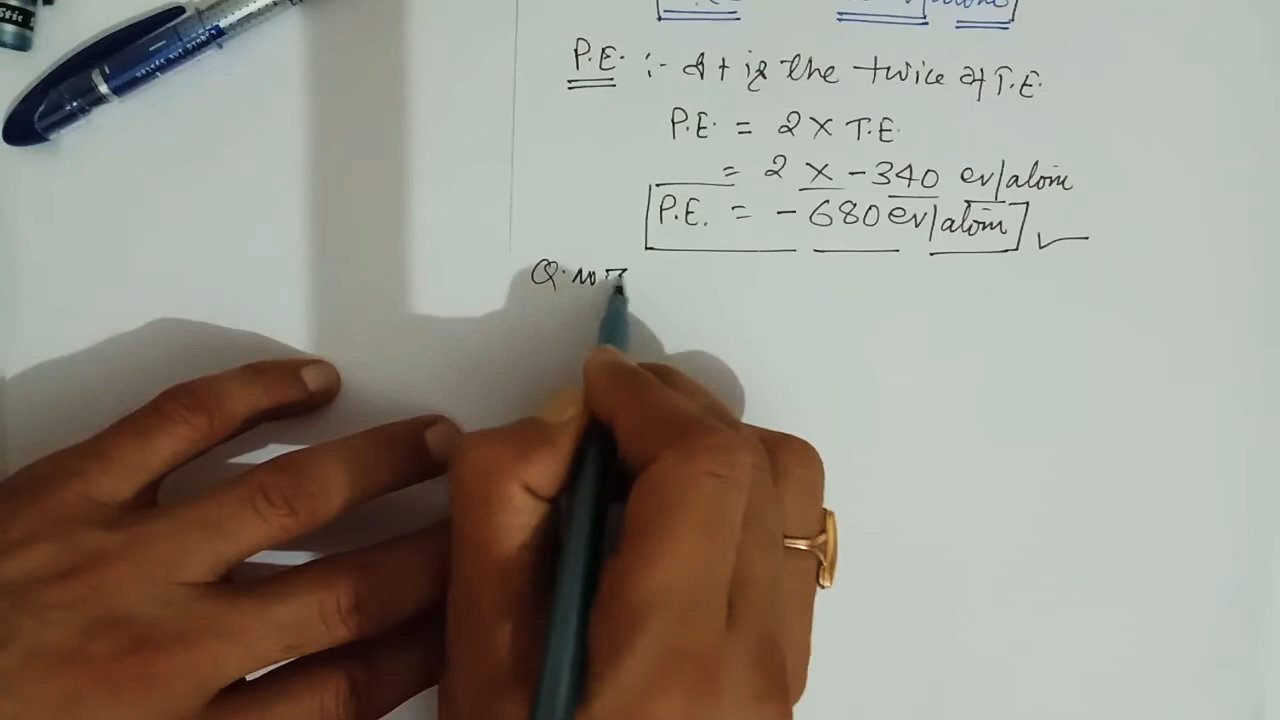 P.E. :- It is the twice of T.E.
P.E. = 2 X T.E.
= 2 X -340 ev/atom
P.E. = - 680 ev/atom
Q. no